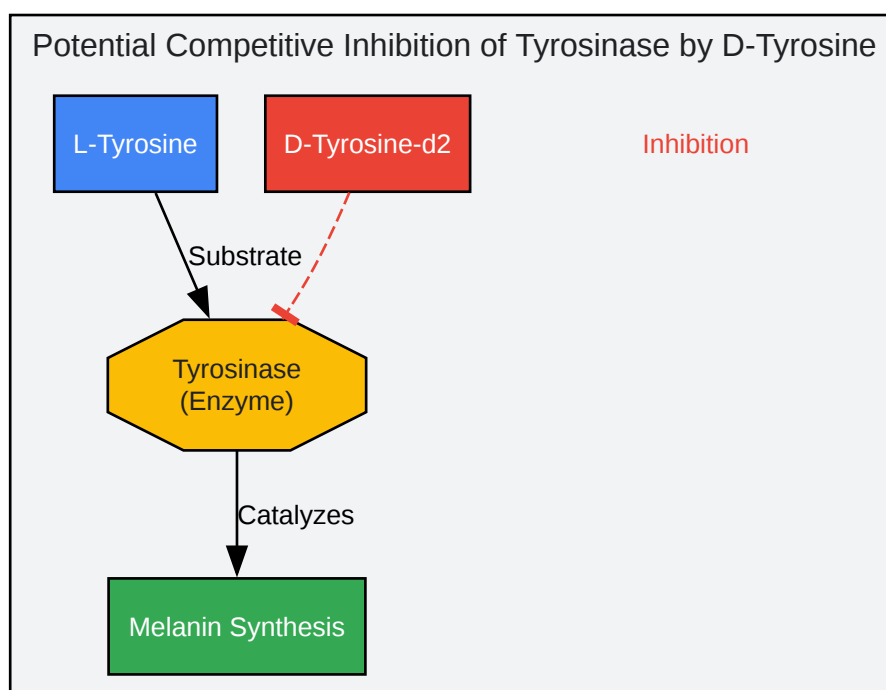 Potential Competitive Inhibition of Tyrosinase by D-Tyrosine
L-Tyrosine
D-Tyrosine-d2
Inhibition
Substrate
Tyrosinase
(Enzyme)
Catalyzes
Melanin Synthesis